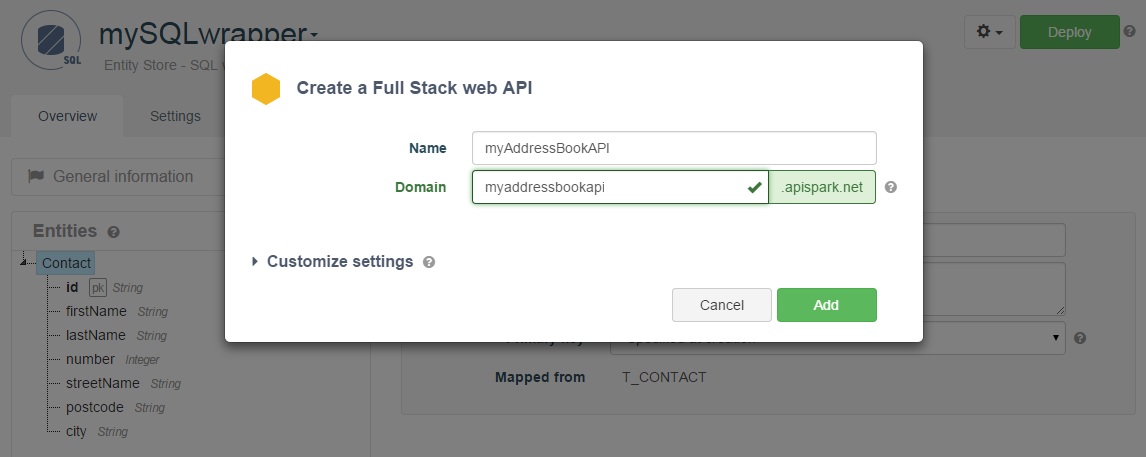 mySQLwrapper
SQL
Entity Store - SQL w
Deploy
Overview
Settings
General information
Entities
Contact
id pk String
firstName String
lastName String
number Integer
streetName String
postcode String
city String
Create a Full Stack web API
Name myAddressBookAPI
Domain myaddressbookapi .apispark.net
Customize settings
Cancel Add
Mapped from T_CONTACT